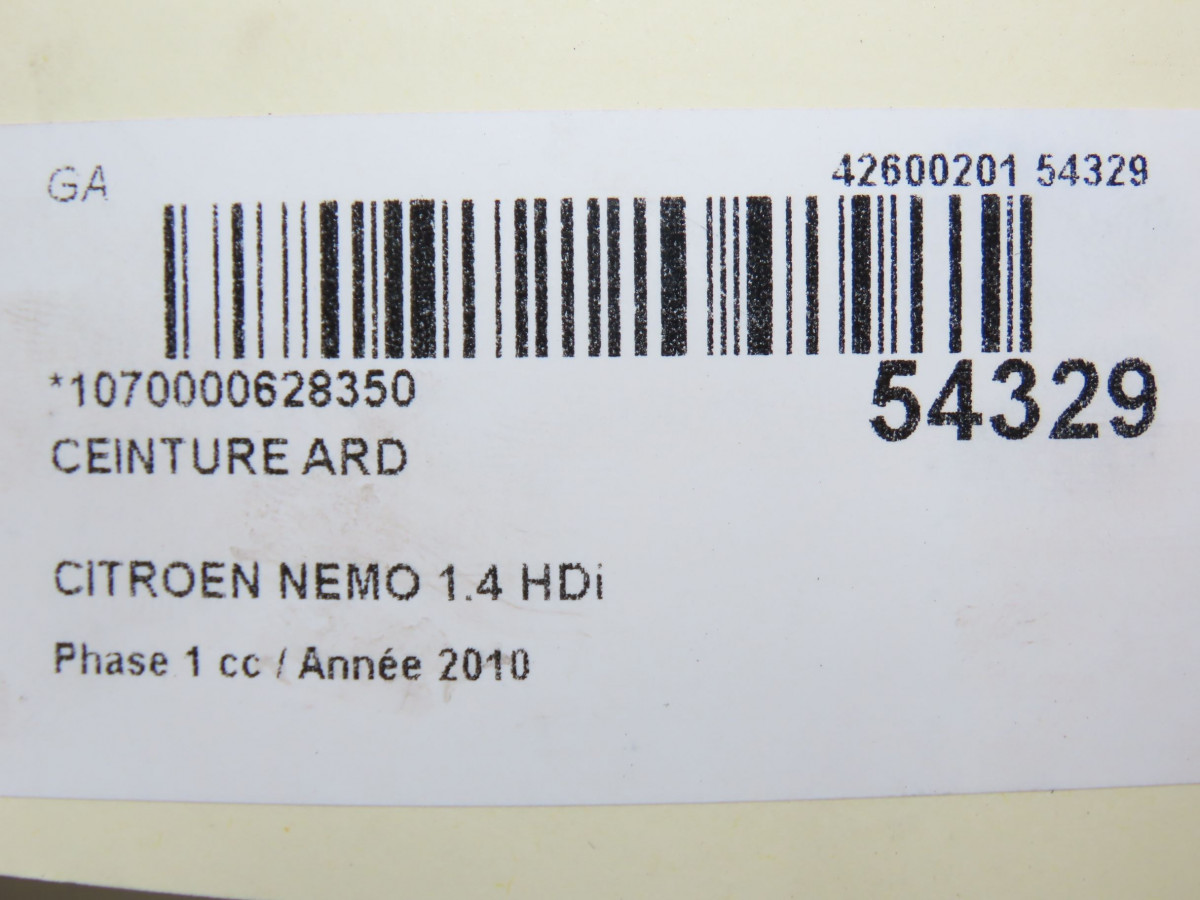 GA
42600201 54329
*1070000628350
54329
CEINTURE ARD
CITROEN NEMO 1.4 HDi
Phase 1 cc / Année 2010